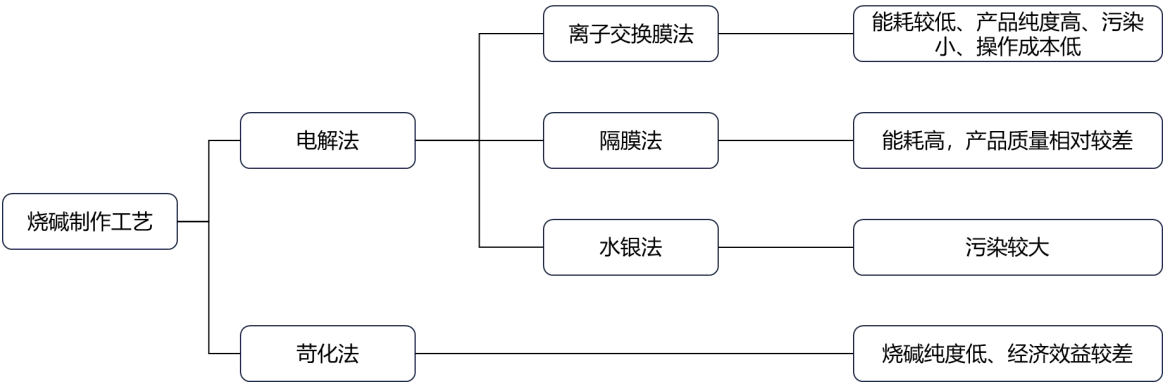 烧碱制作工艺
电解法
离子交换膜法
能耗较低、产品纯度高、污染
小、操作成本低
隔膜法
能耗高，产品质量相对较差
水银法
污染较大
苛化法
烧碱纯度低、经济效益较差